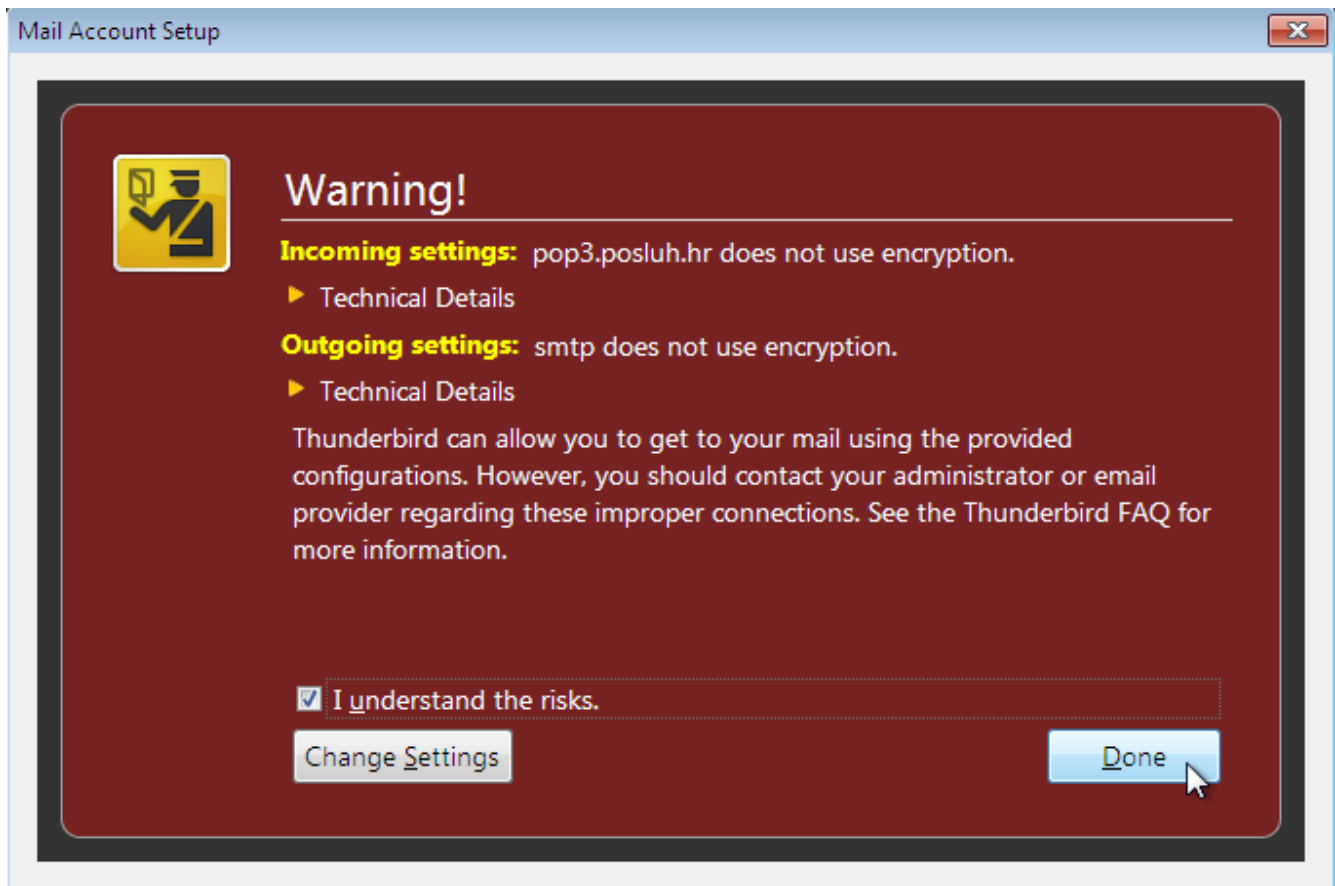 Mail Account Setup
Warning!
Incoming settings: pop3.posluh.hr does not use encryption.
Technical Details
Outgoing settings: smtp does not use encryption.
Technical Details
Thunderbird can allow you to get to your mail using the provided
configurations. However, you should contact your administrator or email
provider regarding these improper connections. See the Thunderbird FAQ for
more information.
I understand the risks.
Change Settings
Done